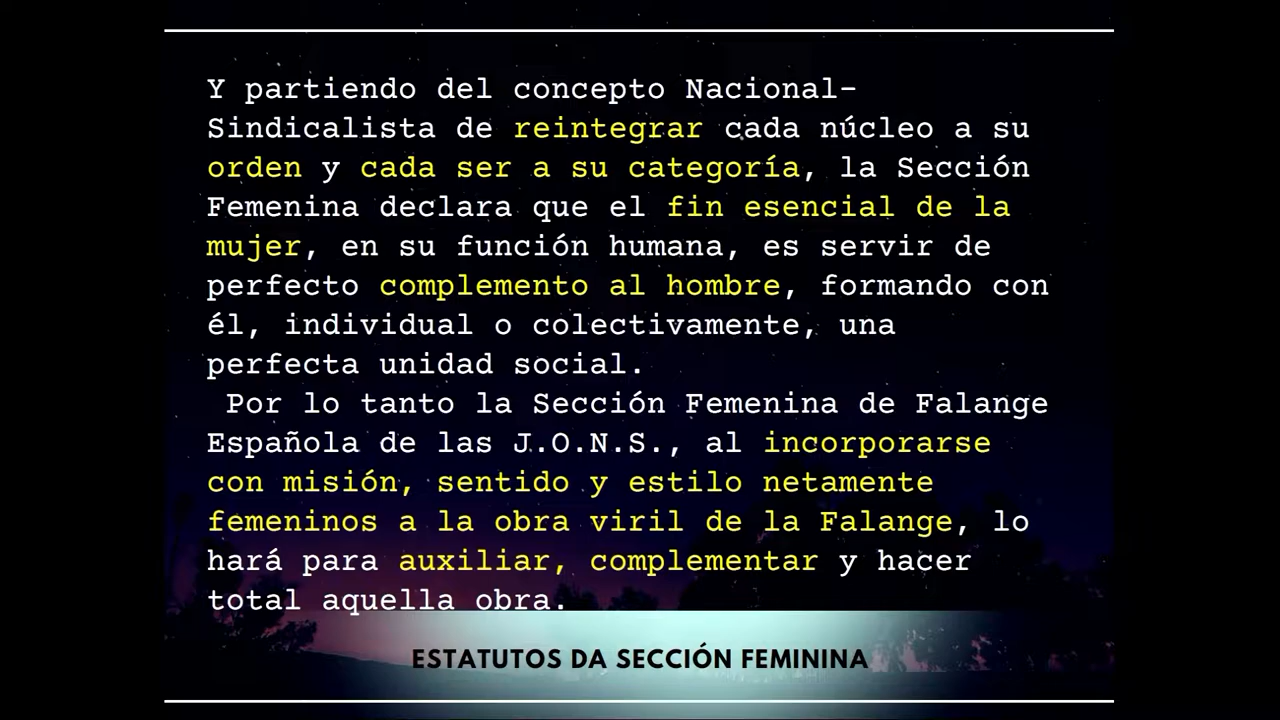 Y partiendo del concepto Nacional-
Sindicalista de reintegrar cada núcleo a su
orden y cada ser a su categoría, la Sección
Femenina declara que el fin esencial de la
mujer, en su función humana, es servir de
perfecto complemento al hombre, formando con
él, individual o colectivamente, una
perfecta unidad social.
Por lo tanto la Sección Femenina de Falange
Española de las J.O.N.S., al incorporarse
con misión, sentido y estilo netamente
femeninos a la obra viril de la Falange, lo
hará para auxiliar, complementar y hacer
total aquella obra.
ESTATUTOS DA SECCIÓN FEMININA